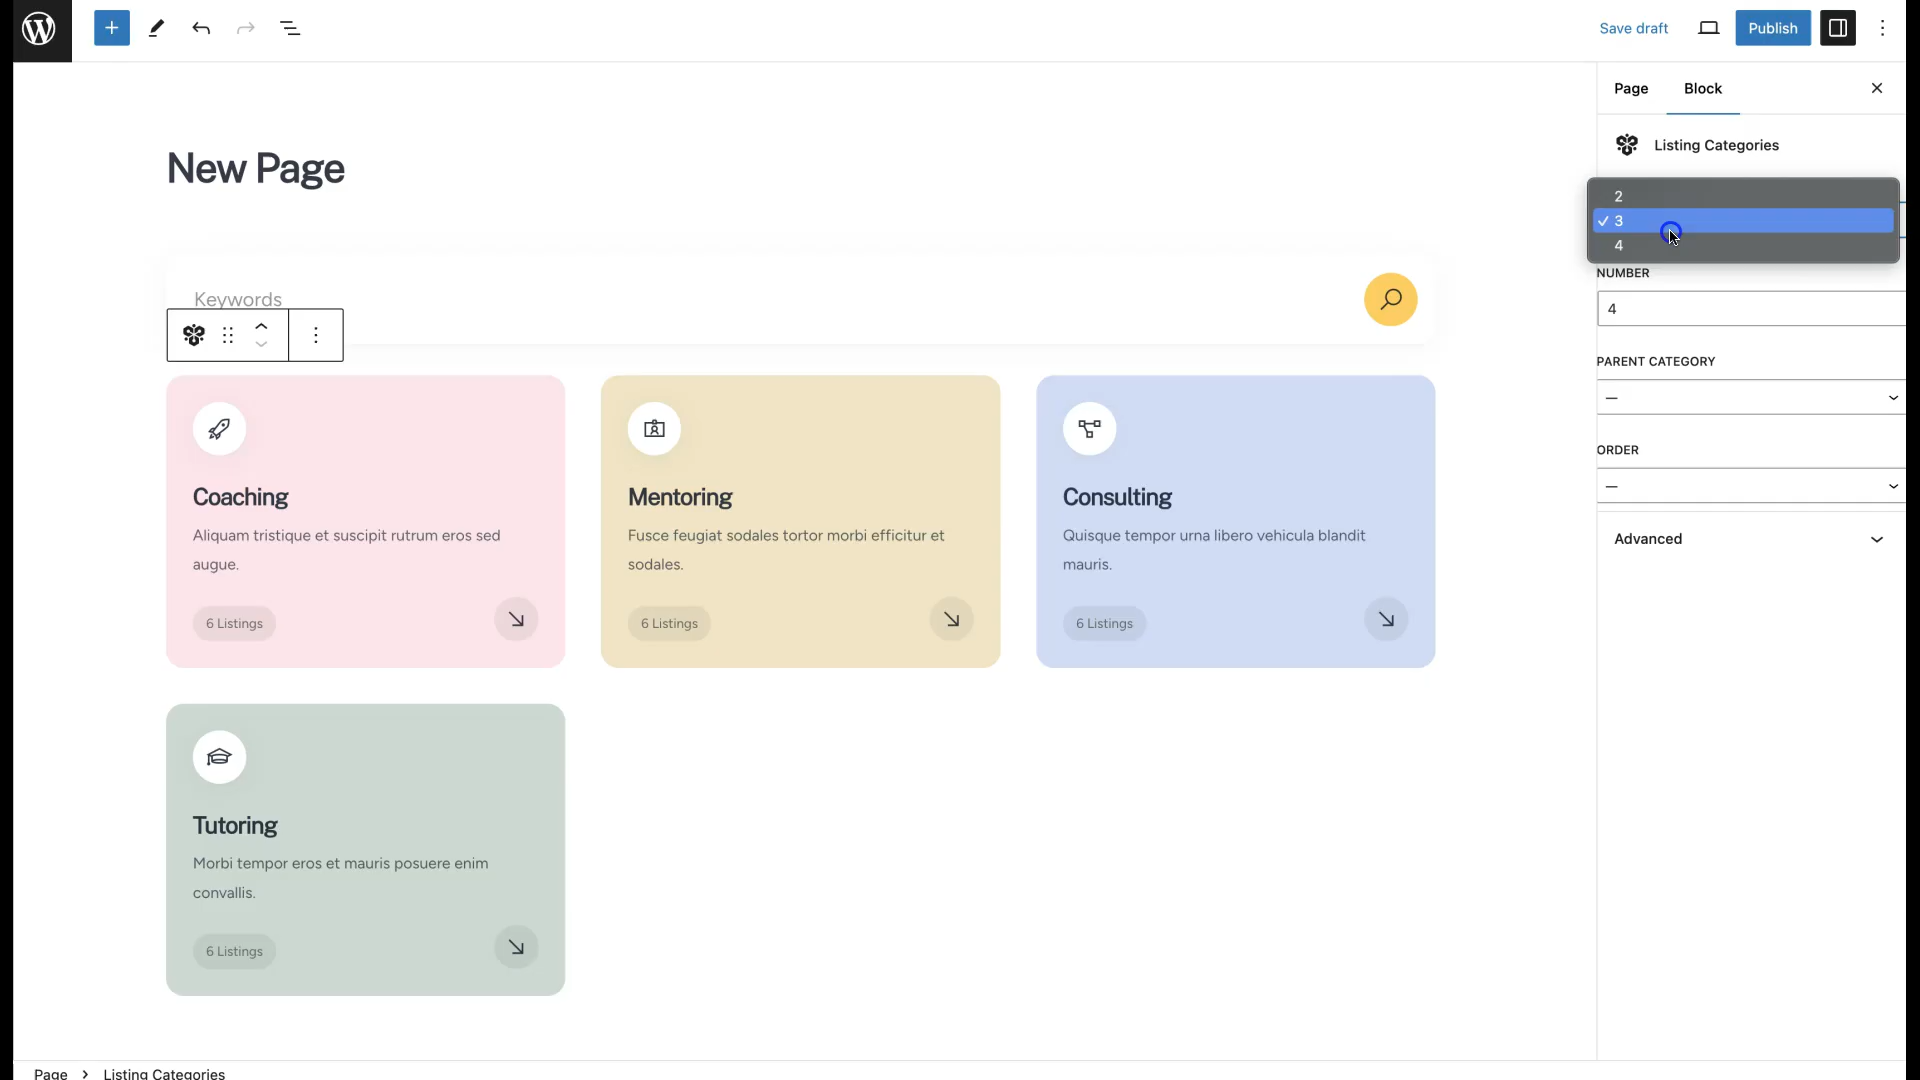 Save draft
Publish
Page
Block
Listing Categories
2
3
4
NUMBER
4
PARENT CATEGORY
—
ORDER
—
Advanced
New Page
Keywords
Coaching
Aliquam tristique et suscipit rutrum eros sed
augue.
6 Listings
Mentoring
Fusce feugiat sodales tortor morbi efficitur et
sodales.
6 Listings
Consulting
Quisque tempor urna libero vehicula blandit
mauris.
6 Listings
Tutoring
Morbi tempor eros et mauris posuere enim
convallis.
6 Listings
Page > Listing Categories